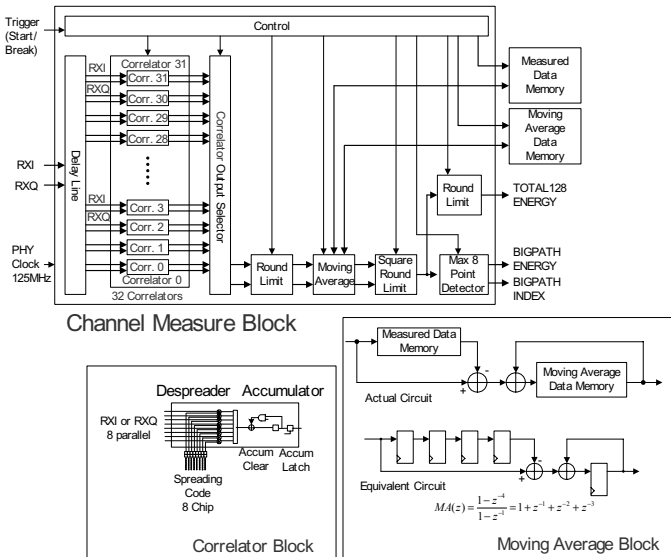 Trigger
(Start/
Break)
Control
Correlator 31
RXI
Corr. 31
RXQ
Corr. 30
Corr. 29
Corr. 28
RXI
RXQ
Delay Line
RXI
Corr. 3
RXQ
Corr. 2
Corr. 1
Corr. 0
Correlator 0
32 Correlators
Correlator Output Selector
PHY
Clock
125MHz
Round
Limit
Moving
Average
Square
Round
Limit
Max 8
Point
Detector
Round
Limit
Measured
Data
Memory
Moving
Average
Data
Memory
TOTAL128
ENERGY
BIGPATH
ENERGY
BIGPATH
INDEX
Channel Measure Block
Despreader Accumulator
RXI or RXQ
8 parallel
Accum
Clear
Accum
Latch
Spreading
Code
8 Chip
Correlator Block
Measured Data
Memory
-
+
Moving Average
Data Memory
Actual Circuit
-
+
Equivalent Circuit
MA(z) = (1 - z⁻⁴)/(1 - z⁻¹) = 1 + z⁻¹ + z⁻² + z⁻³
Moving Average Block